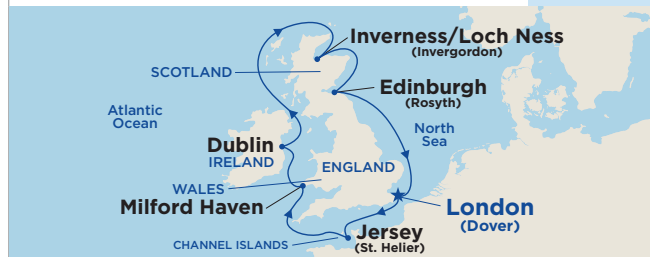 Inverness/Loch Ness
(Invergordon)
SCOTLAND
Edinburgh
(Rosyth)
Atlantic
Ocean
North
Sea
Dublin
IRELAND
ENGLAND
WALES
Milford Haven
London
(Dover)
Jersey
(St. Helier)
CHANNEL ISLANDS